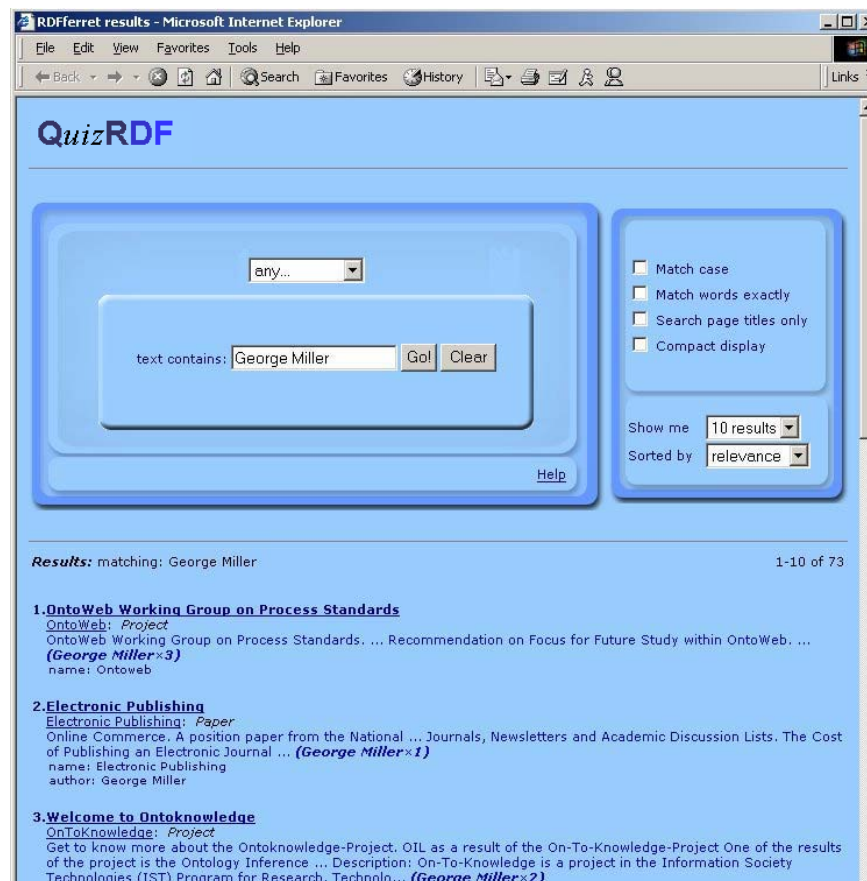 RDFferret results - Microsoft Internet Explorer
File Edit View Favorites Tools Help
Back Search Favorites History Links
QuizRDF
any...
text contains: George Miller Go! Clear
Help
Match case
Match words exactly
Search page titles only
Compact display
Show me 10 results
Sorted by relevance
Results: matching: George Miller 1-10 of 73
1.OntoWeb Working Group on Process Standards
OntoWeb: Project
OntoWeb Working Group on Process Standards. ... Recommendation on Focus for Future Study within OntoWeb. ...
(George Miller×3)
name: Ontoweb
2.Electronic Publishing
Electronic Publishing: Paper
Online Commerce. A position paper from the National ... Journals, Newsletters and Academic Discussion Lists. The Cost
of Publishing an Electronic Journal ... (George Miller×1)
name: Electronic Publishing
author: George Miller
3.Welcome to Ontoknowledge
OnToKnowledge: Project
Get to know more about the Ontoknowledge-Project. OIL as a result of the On-To-Knowledge-Project One of the results
of the project is the Ontology Inference ... Description: On-To-Knowledge is a project in the Information Society
Technologies (IST) Program for Research, Technolo... (George Miller×2)